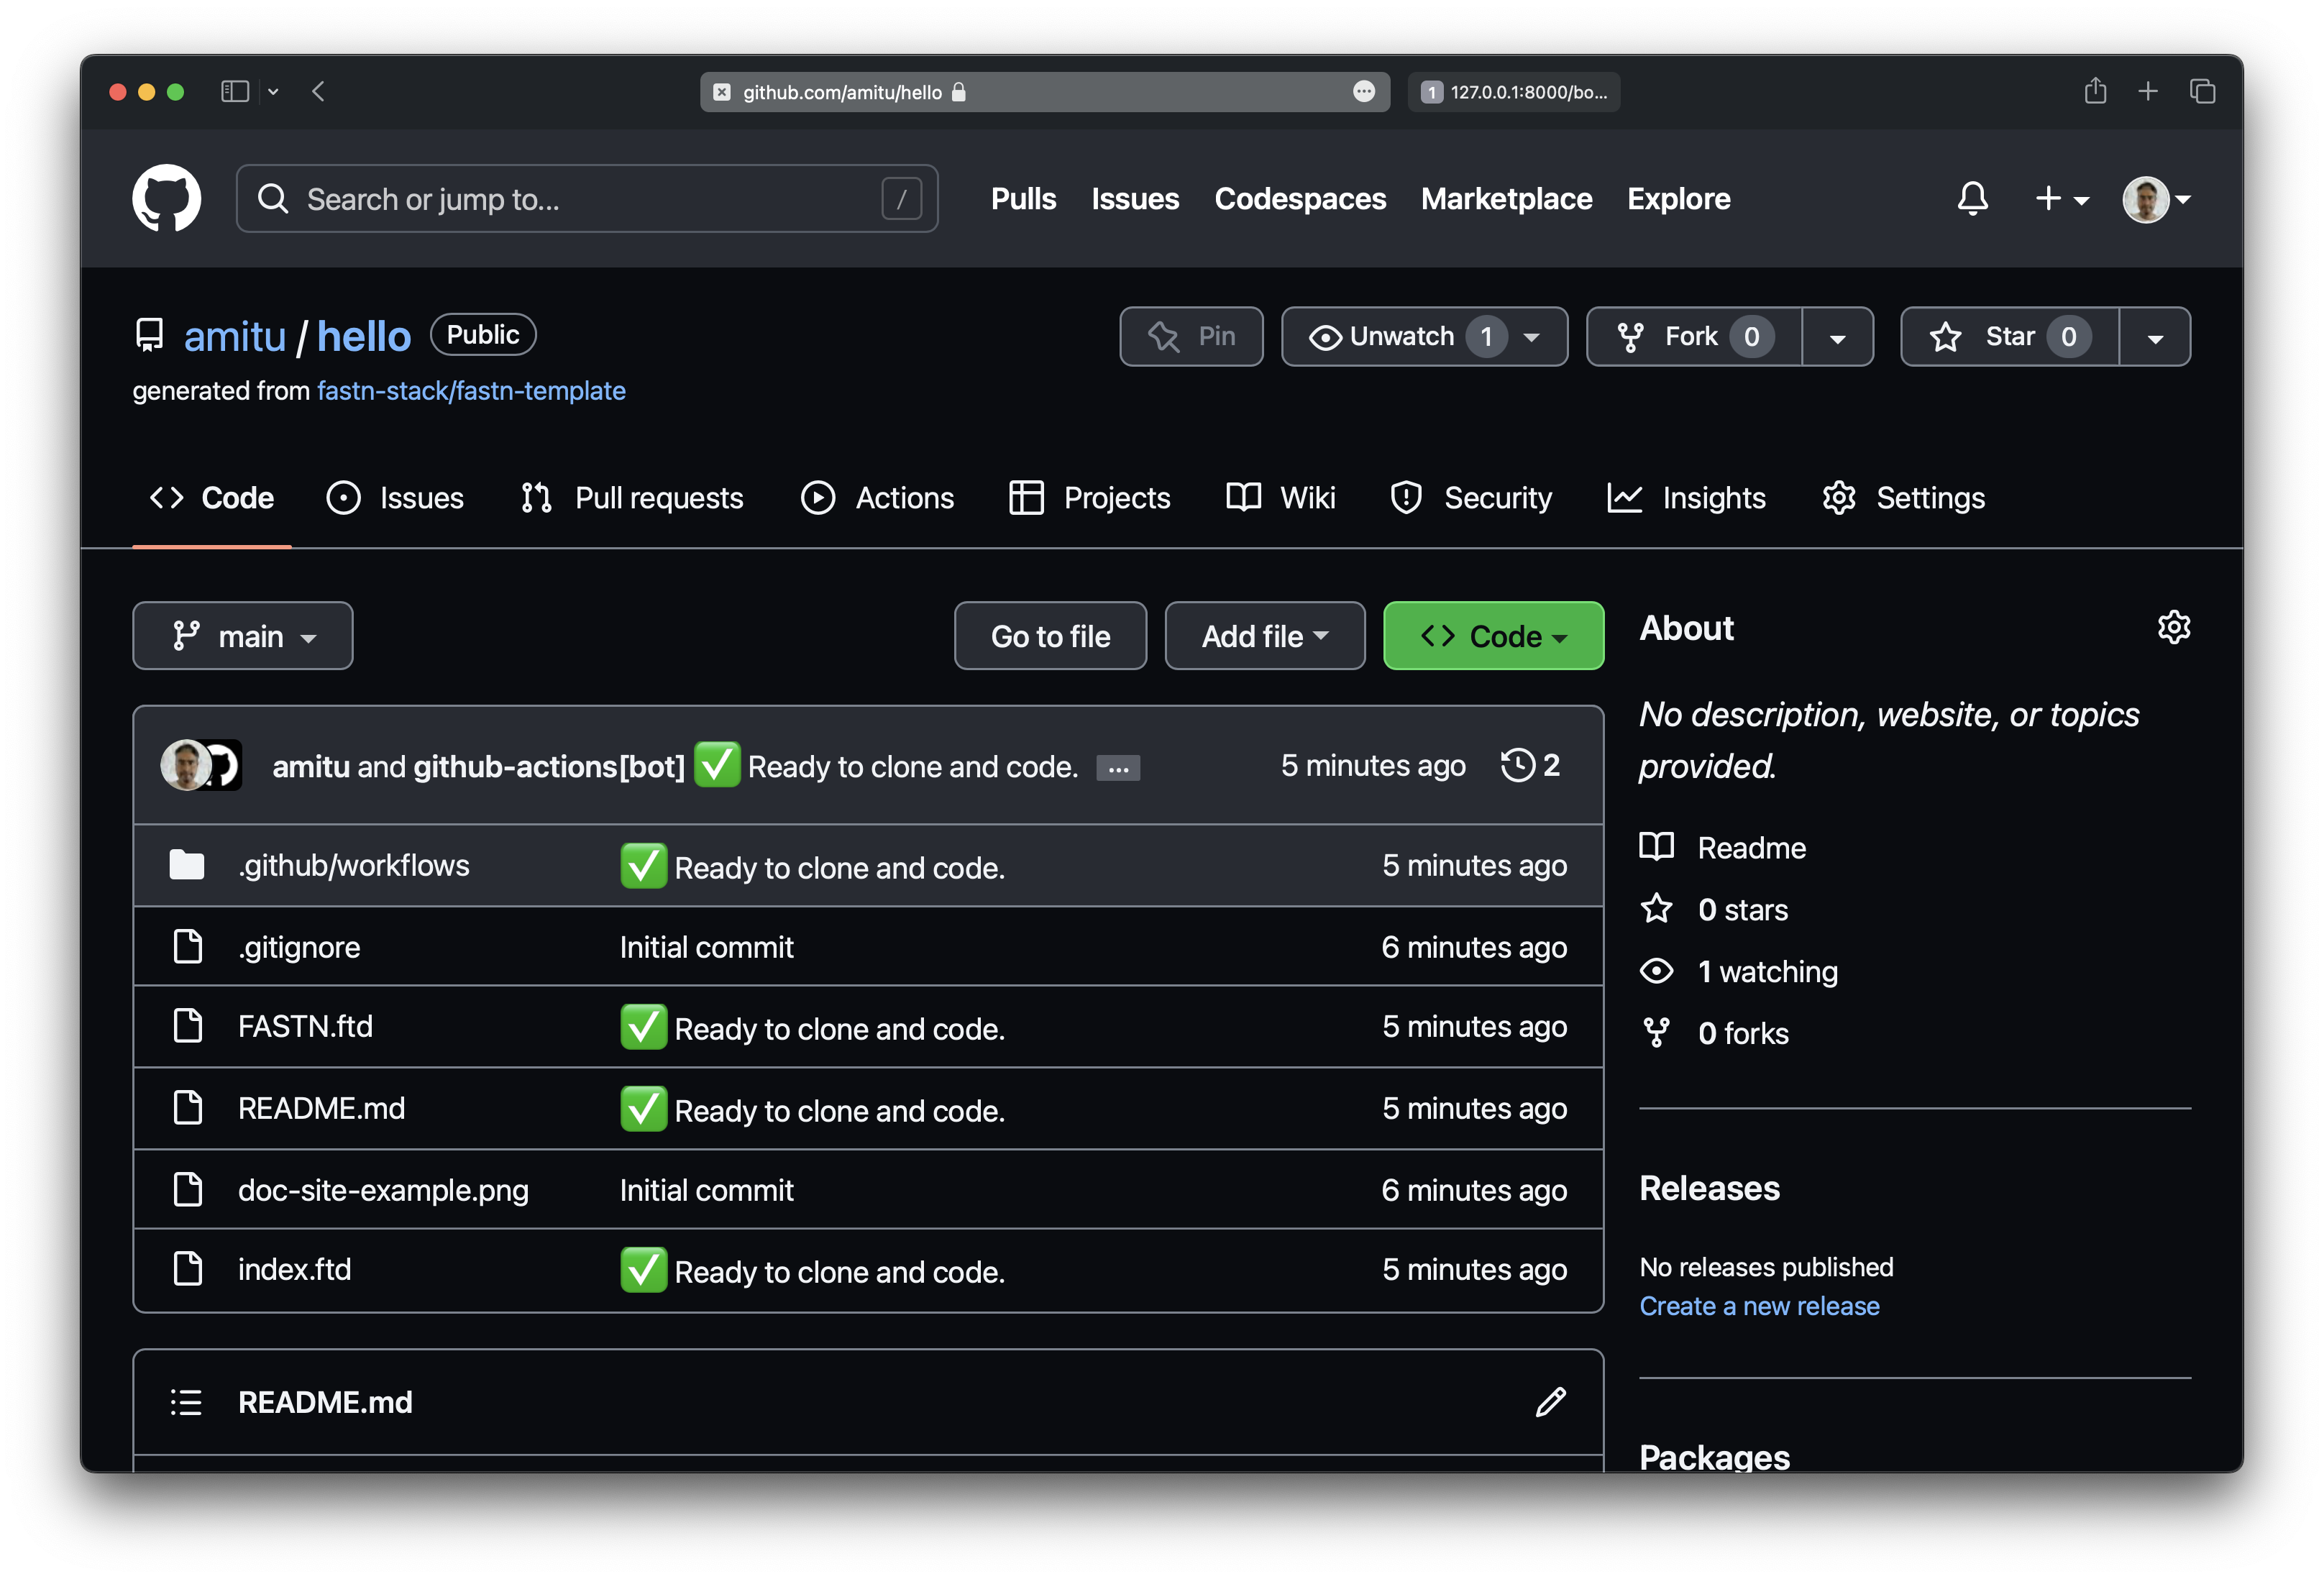 github.com/amitu/hello
1 127.0.0.1:8000/bo...
Search or jump to... /
Pulls Issues Codespaces Marketplace Explore
amitu / hello Public
Pin Unwatch 1 Fork 0 Star 0
generated from fastn-stack/fastn-template
Code Issues Pull requests Actions Projects Wiki Security Insights Settings
main Go to file Add file Code
amitu and github-actions[bot] ✅ Ready to clone and code. ... 5 minutes ago 2
.github/workflows ✅ Ready to clone and code. 5 minutes ago
.gitignore Initial commit 6 minutes ago
FASTN.ftd ✅ Ready to clone and code. 5 minutes ago
README.md ✅ Ready to clone and code. 5 minutes ago
doc-site-example.png Initial commit 6 minutes ago
index.ftd ✅ Ready to clone and code. 5 minutes ago
README.md
About
No description, website, or topics
provided.
Readme
0 stars
1 watching
0 forks
Releases
No releases published
Create a new release
Packages